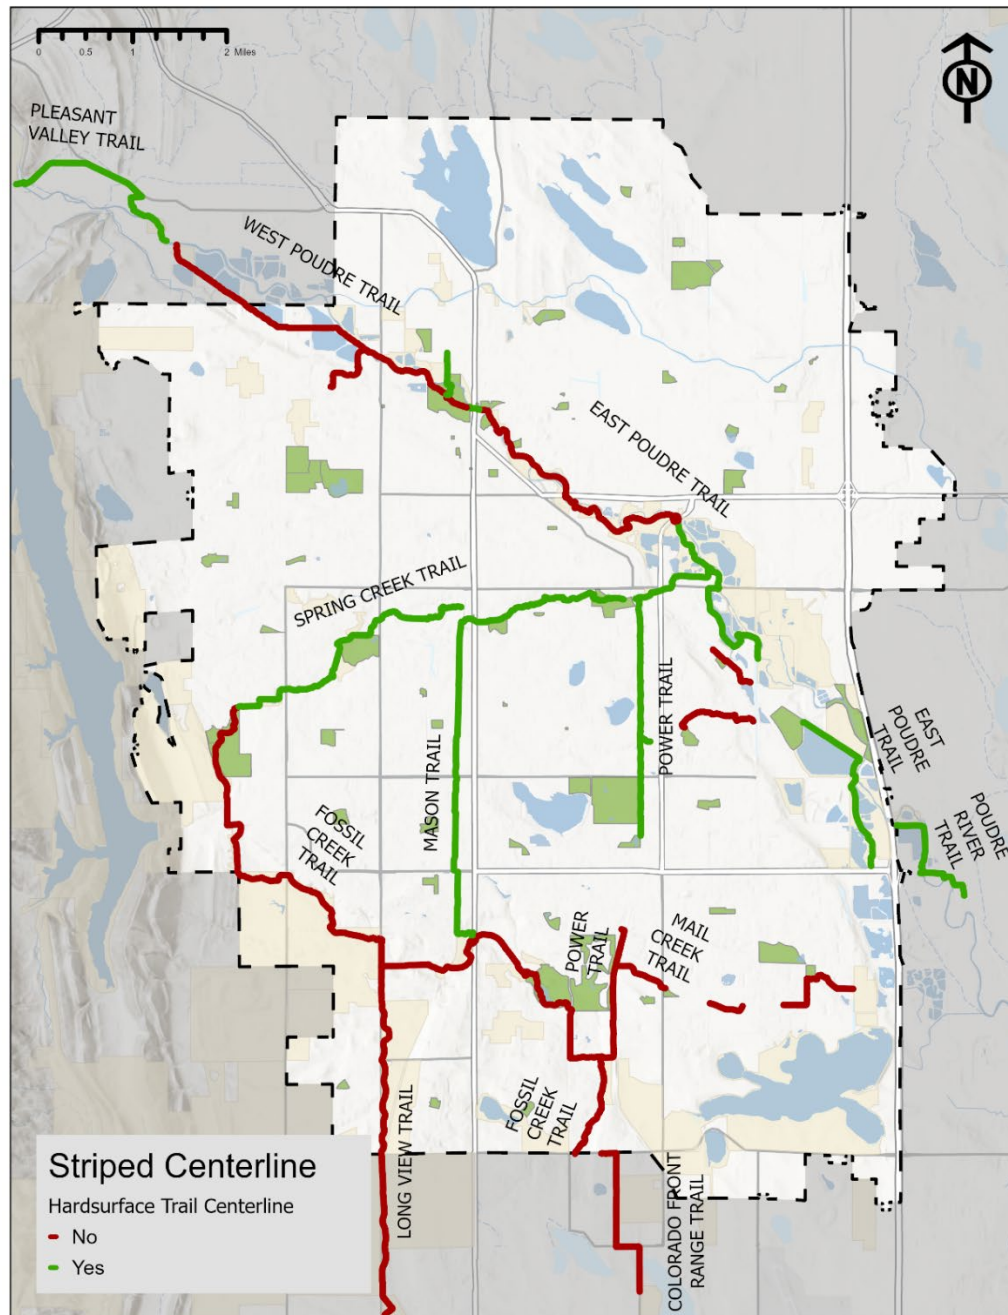 0 0.5 1 2 Miles
N
PLEASANT
VALLEY TRAIL
WEST POUDRE TRAIL
EAST POUDRE TRAIL
SPRING CREEK TRAIL
POWER TRAIL
MASON TRAIL
FOSSIL
CREEK
TRAIL
EAST
POUDRE
TRAIL
POUDRE
RIVER
TRAIL
POWER
TRAIL
MAIL
CREEK
TRAIL
FOSSIL
CREEK
TRAIL
LONG VIEW TRAIL
COLORADO FRONT
RANGE TRAIL
Striped Centerline
Hardsurface Trail Centerline
No
Yes